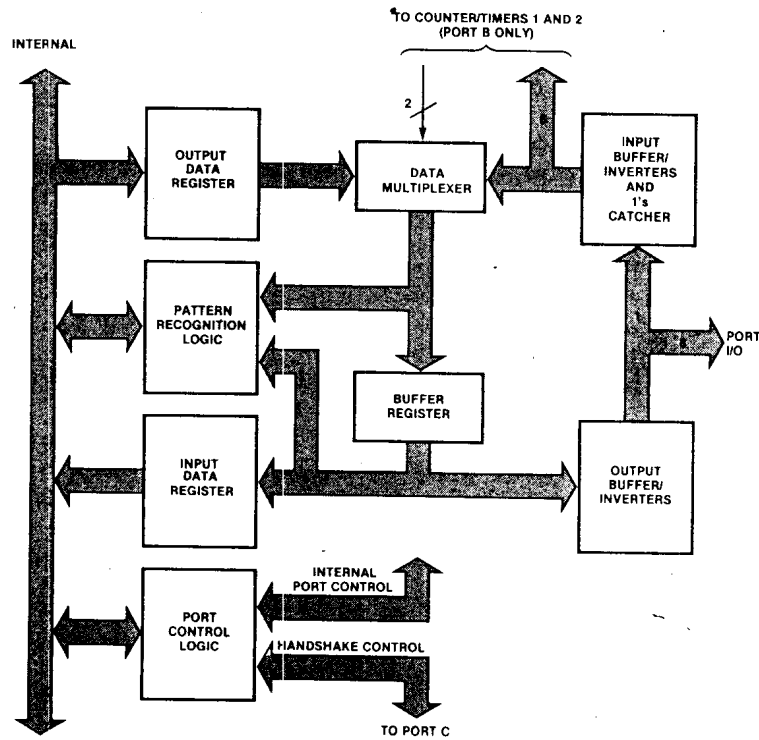 TO COUNTER/TIMERS 1 AND 2
(PORT B ONLY)
INTERNAL
2
8
OUTPUT
DATA
REGISTER
DATA
MULTIPLEXER
INPUT
BUFFER/
INVERTERS
AND
1's
CATCHER
PATTERN
RECOGNITION
LOGIC
8
PORT
I/O
BUFFER
REGISTER
INPUT
DATA
REGISTER
OUTPUT
BUFFER/
INVERTERS
INTERNAL
PORT CONTROL
PORT
CONTROL
LOGIC
HANDSHAKE CONTROL
TO PORT C